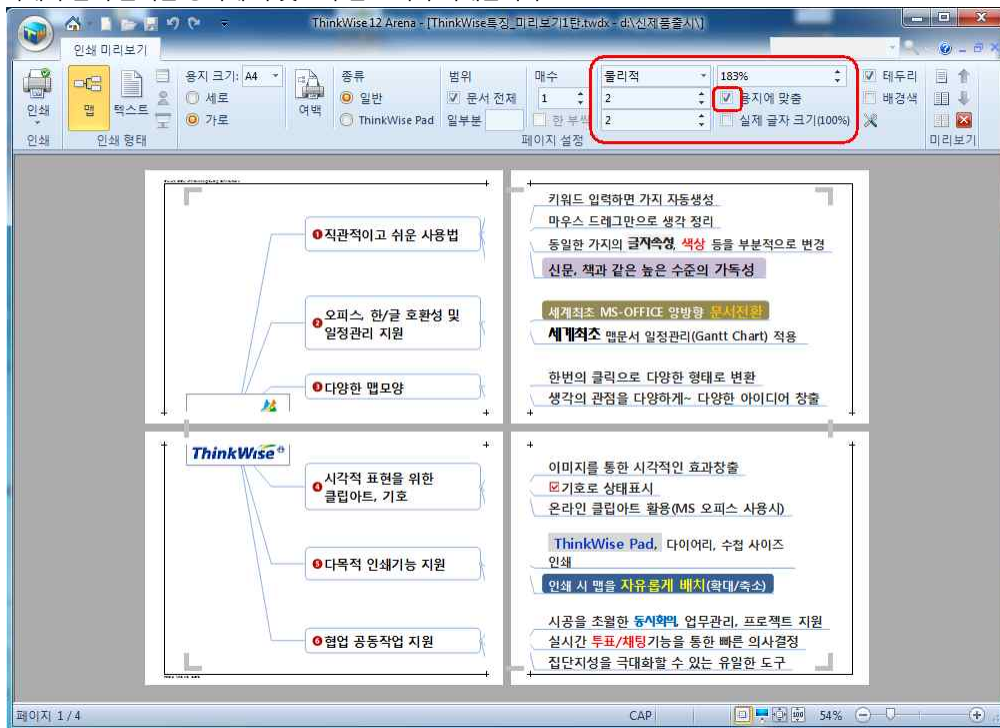 ThinkWise 12 Arena - [ThinkWise특징_미리보기1탄.twdx - d:\신제품출시\]
인쇄 미리보기
인쇄
맵
텍스트
용지 크기: A4
세로
가로
여백
종류
일반
ThinkWise Pad
범위
문서 전체
일부분
매수
1
한 부씩
물리적
2
2
183%
용지에 맞춤
실제 글자 크기(100%)
테두리
배경색
인쇄
인쇄 형태
페이지 설정
미리보기
❶직관적이고 쉬운 사용법
❷오피스, 한/글 호환성 및
일정관리 지원
❸다양한 맵모양
키워드 입력하면 가지 자동생성
마우스 드레그만으로 생각 정리
동일한 가지의 글자속성, 색상 등을 부분적으로 변경
신문, 책과 같은 높은 수준의 가독성
세계최초 MS-OFFICE 양방향 문서전환
세계최초 맵문서 일정관리(Gantt Chart) 적용
한번의 클릭으로 다양한 형태로 변환
생각의 관점을 다양하게~ 다양한 아이디어 창출
ThinkWise
❹시각적 표현을 위한
클립아트, 기호
❺다목적 인쇄기능 지원
❻협업 공동작업 지원
이미지를 통한 시각적인 효과창출
기호로 상태표시
온라인 클립아트 활용(MS 오피스 사용시)
ThinkWise Pad, 다이어리, 수첩 사이즈
인쇄
인쇄 시 맵을 자유롭게 배치(확대/축소)
시공을 초월한 동시회의, 업무관리, 프로젝트 지원
실시간 투표/채팅기능을 통한 빠른 의사결정
집단지성을 극대화할 수 있는 유일한 도구
페이지 1 / 4
CAP
54%